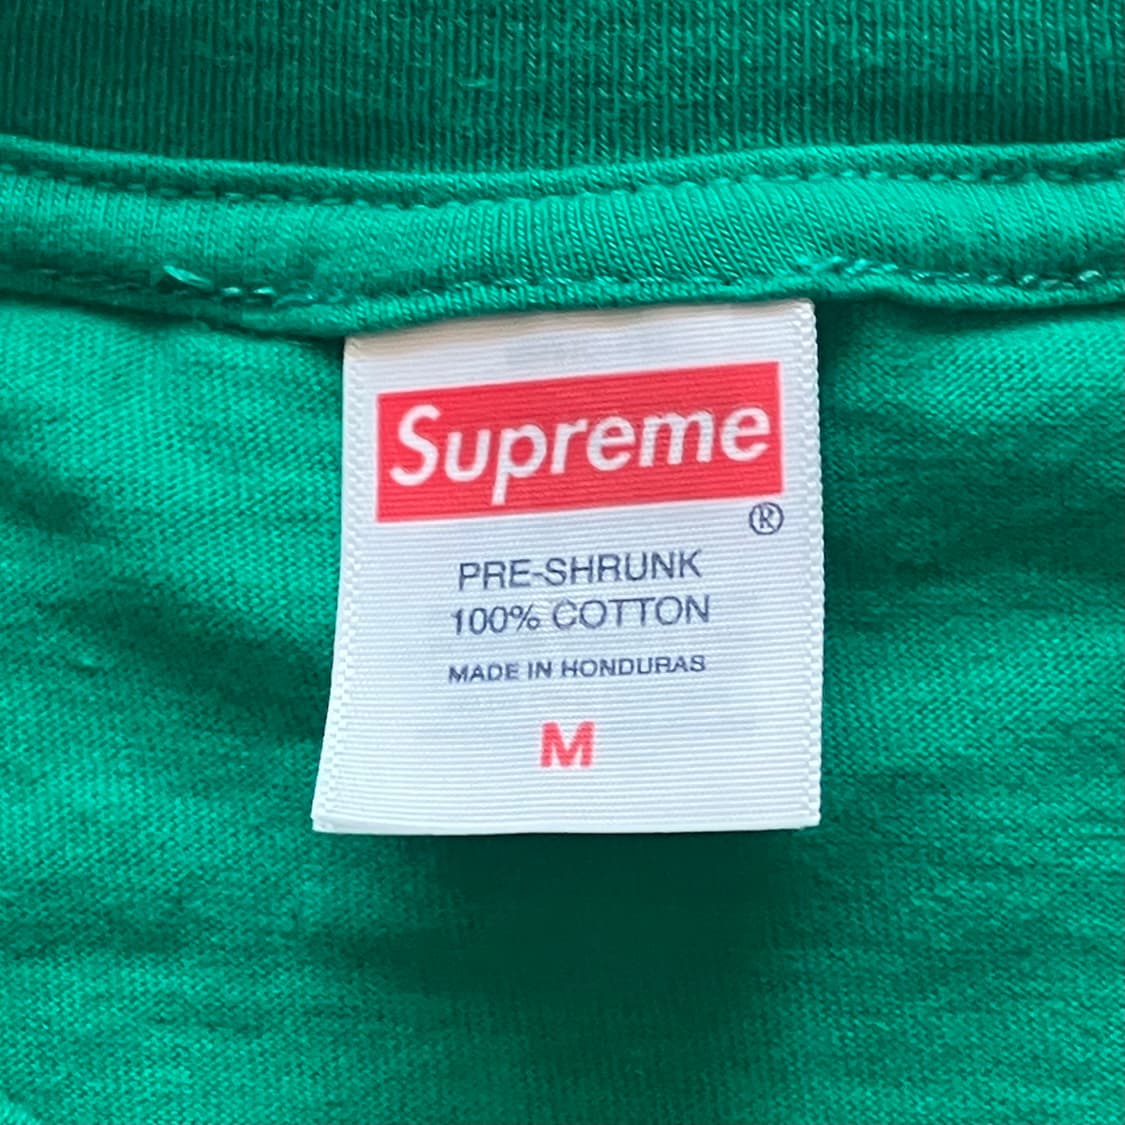 Supreme
®
PRE-SHRUNK
100% COTTON
MADE IN HONDURAS
M